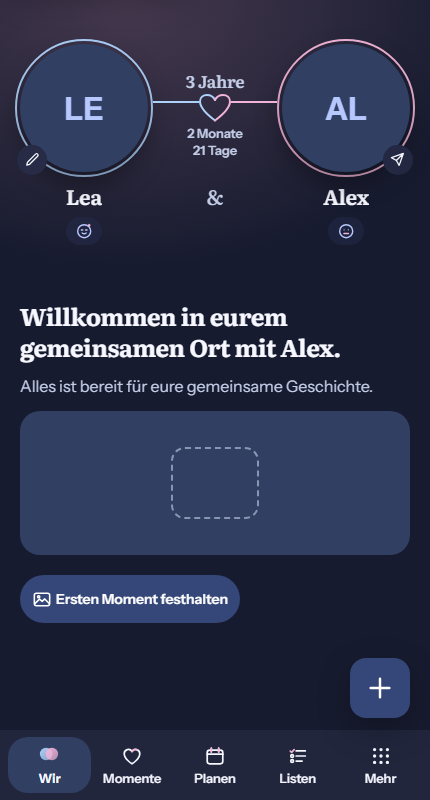 LE
AL
3 Jahre
2 Monate
21 Tage
Lea
&
Alex
Willkommen in eurem
gemeinsamen Ort mit Alex.
Alles ist bereit für eure gemeinsame Geschichte.
Ersten Moment festhalten
Wir
Momente
Planen
Listen
Mehr